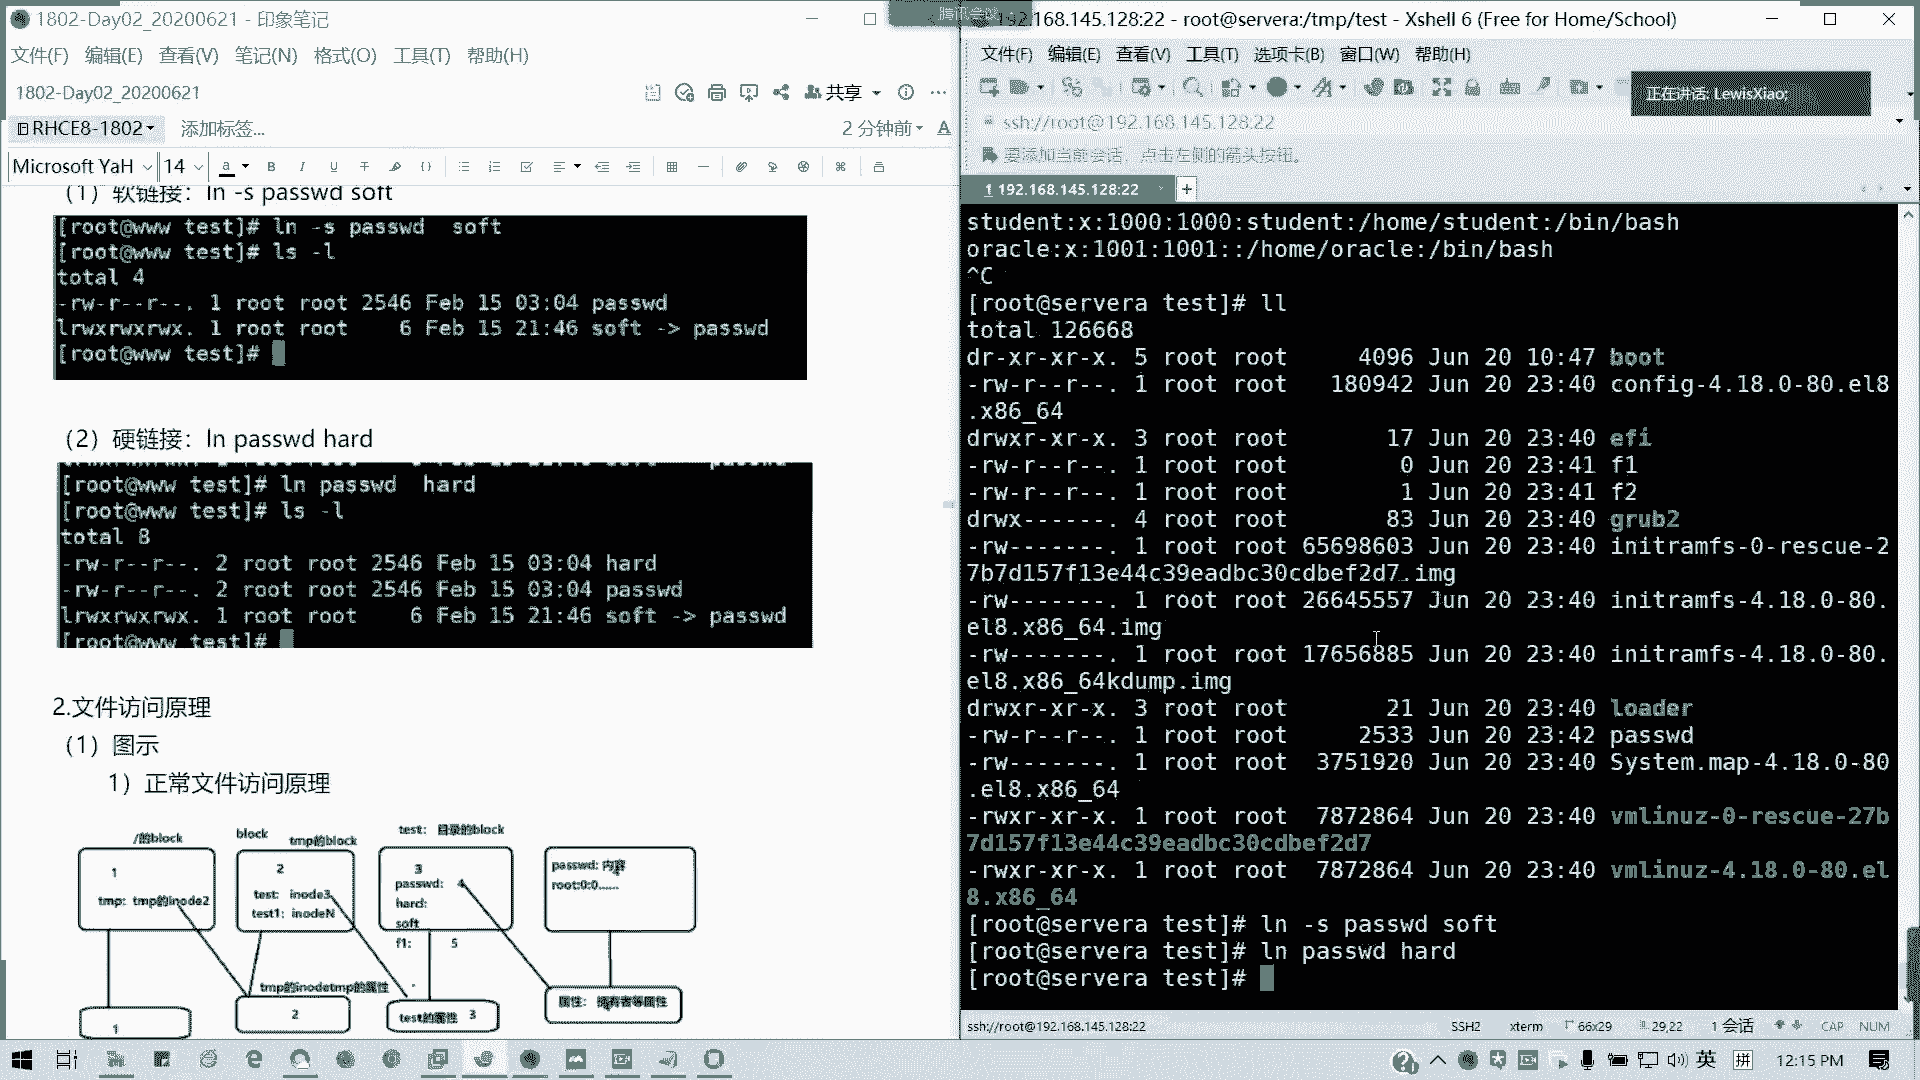 1802-Day02_20200621 - 印象笔记
文件(F) 编辑(E) 查看(V) 笔记(N) 格式(O) 工具(T) 帮助(H)
1802-Day02_20200621
共享
RHCE8-1802 添加标签...
2 分钟前
Microsoft YaH 14
（1）软链接：ln -s passwd soft
[root@www test]# ln -s passwd  soft
[root@www test]# ls -l
total 4
-rw-r--r--. 1 root root 2546 Feb 15 03:04 passwd
lrwxrwxrwx. 1 root root    6 Feb 15 21:46 soft -> passwd
[root@www test]#
（2）硬链接：ln passwd hard
[root@www test]# ln passwd  hard
[root@www test]# ls -l
total 8
-rw-r--r--. 2 root root 2546 Feb 15 03:04 hard
-rw-r--r--. 2 root root 2546 Feb 15 03:04 passwd
lrwxrwxrwx. 1 root root    6 Feb 15 21:46 soft -> passwd
[root@www test]#
2.文件访问原理
（1）图示
1）正常文件访问原理
/的block
1
tmp: tmp的inode2
1
block tmp的block
2
test: inode3
test1: inodeN
tmp的inodetmp的属性
2
test: 目录的block
3
passwd: 4
hard:
soft
f1: 5
test的属性 3
passwd: 内容
root:0:0......
属性： 拥有者等属性
腾讯会议
192.168.145.128:22 - root@servera:/tmp/test - Xshell 6 (Free for Home/School)
文件(F) 编辑(E) 查看(V) 工具(T) 选项卡(B) 窗口(W) 帮助(H)
正在讲话: LewisXiao;
ssh://root@192.168.145.128:22
要添加当前会话，点击左侧的箭头按钮。
1 192.168.145.128:22
student:x:1000:1000:student:/home/student:/bin/bash
oracle:x:1001:1001::/home/oracle:/bin/bash
^C
[root@servera test]# ll
total 126668
dr-xr-xr-x. 5 root root     4096 Jun 20 10:47 boot
-rw-r--r--. 1 root root   180942 Jun 20 23:40 config-4.18.0-80.el8
.x86_64
drwxr-xr-x. 3 root root       17 Jun 20 23:40 efi
-rw-r--r--. 1 root root        0 Jun 20 23:41 f1
-rw-r--r--. 1 root root        1 Jun 20 23:41 f2
drwx------. 4 root root       83 Jun 20 23:40 grub2
-rw-------. 1 root root 65698603 Jun 20 23:40 initramfs-0-rescue-2
7b7d157f13e44c39eadbc30cdbef2d7.img
-rw-------. 1 root root 26645557 Jun 20 23:40 initramfs-4.18.0-80.
el8.x86_64.img
-rw-------. 1 root root 17656885 Jun 20 23:40 initramfs-4.18.0-80.
el8.x86_64kdump.img
drwxr-xr-x. 3 root root       21 Jun 20 23:40 loader
-rw-r--r--. 1 root root     2533 Jun 20 23:42 passwd
-rw-------. 1 root root  3751920 Jun 20 23:40 System.map-4.18.0-80
.el8.x86_64
-rwxr-xr-x. 1 root root  7872864 Jun 20 23:40 vmlinuz-0-rescue-27b
7d157f13e44c39eadbc30cdbef2d7
-rwxr-xr-x. 1 root root  7872864 Jun 20 23:40 vmlinuz-4.18.0-80.el
8.x86_64
[root@servera test]# ln -s passwd soft
[root@servera test]# ln passwd hard
[root@servera test]#
ssh://root@192.168.145.128:22 SSH2 xterm 66x29 29,22 1 会话 CAP NUM
英 拼 12:15 PM